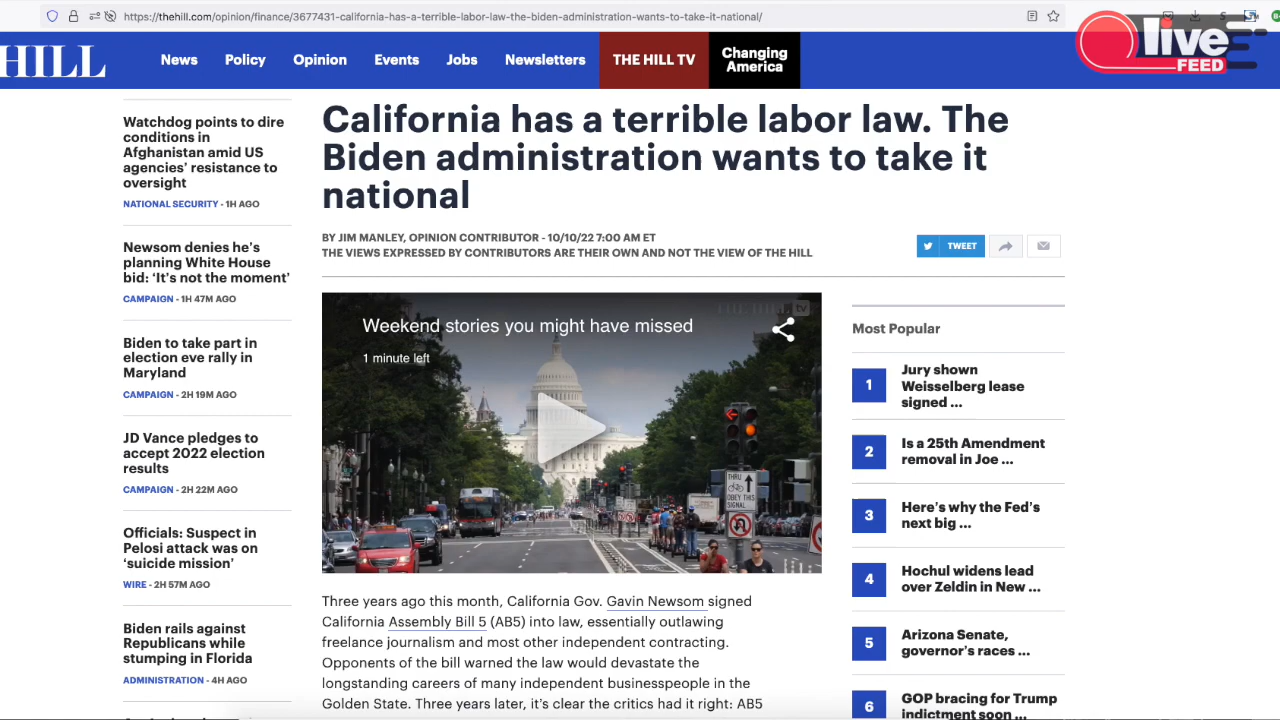 https://thehill.com/opinion/finance/3677431-california-has-a-terrible-labor-law-the-biden-administration-wants-to-take-it-national/
live
FEED
HILL
News
Policy
Opinion
Events
Jobs
Newsletters
THE HILL TV
Changing
America
Watchdog points to dire
conditions in
Afghanistan amid US
agencies’ resistance to
oversight
NATIONAL SECURITY - 1H AGO
Newsom denies he’s
planning White House
bid: ‘It’s not the moment’
CAMPAIGN - 1H 47M AGO
Biden to take part in
election eve rally in
Maryland
CAMPAIGN - 2H 19M AGO
JD Vance pledges to
accept 2022 election
results
CAMPAIGN - 2H 22M AGO
Officials: Suspect in
Pelosi attack was on
‘suicide mission’
WIRE - 2H 57M AGO
Biden rails against
Republicans while
stumping in Florida
ADMINISTRATION - 4H AGO
California has a terrible labor law. The
Biden administration wants to take it
national
BY JIM MANLEY, OPINION CONTRIBUTOR - 10/10/22 7:00 AM ET
THE VIEWS EXPRESSED BY CONTRIBUTORS ARE THEIR OWN AND NOT THE VIEW OF THE HILL
TWEET
THE HILL tv
Weekend stories you might have missed
1 minute left
THRU
OBEY THIS
SIGNAL
Three years ago this month, California Gov. Gavin Newsom signed
California Assembly Bill 5 (AB5) into law, essentially outlawing
freelance journalism and most other independent contracting.
Opponents of the bill warned the law would devastate the
longstanding careers of many independent businesspeople in the
Golden State. Three years later, it’s clear the critics had it right: AB5
Most Popular
1
Jury shown
Weisselberg lease
signed ...
2
Is a 25th Amendment
removal in Joe ...
3
Here’s why the Fed’s
next big ...
4
Hochul widens lead
over Zeldin in New ...
5
Arizona Senate,
governor’s races ...
6
GOP bracing for Trump
indictment soon ...